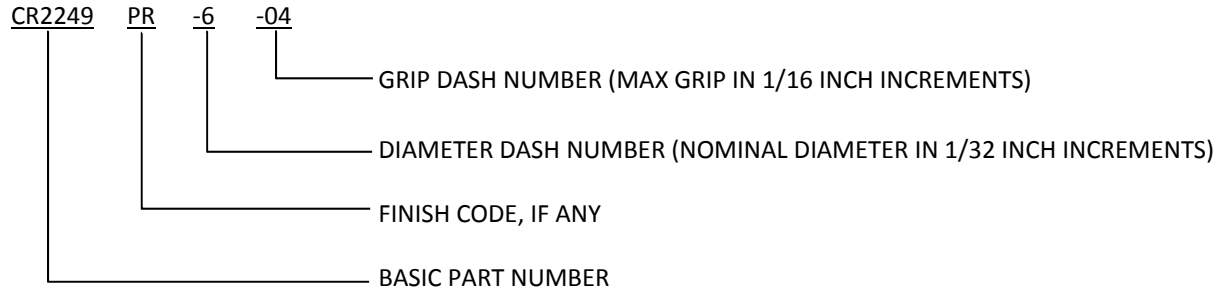 CR2249 PR -6 -04
GRIP DASH NUMBER (MAX GRIP IN 1/16 INCH INCREMENTS)
DIAMETER DASH NUMBER (NOMINAL DIAMETER IN 1/32 INCH INCREMENTS)
FINISH CODE, IF ANY
BASIC PART NUMBER